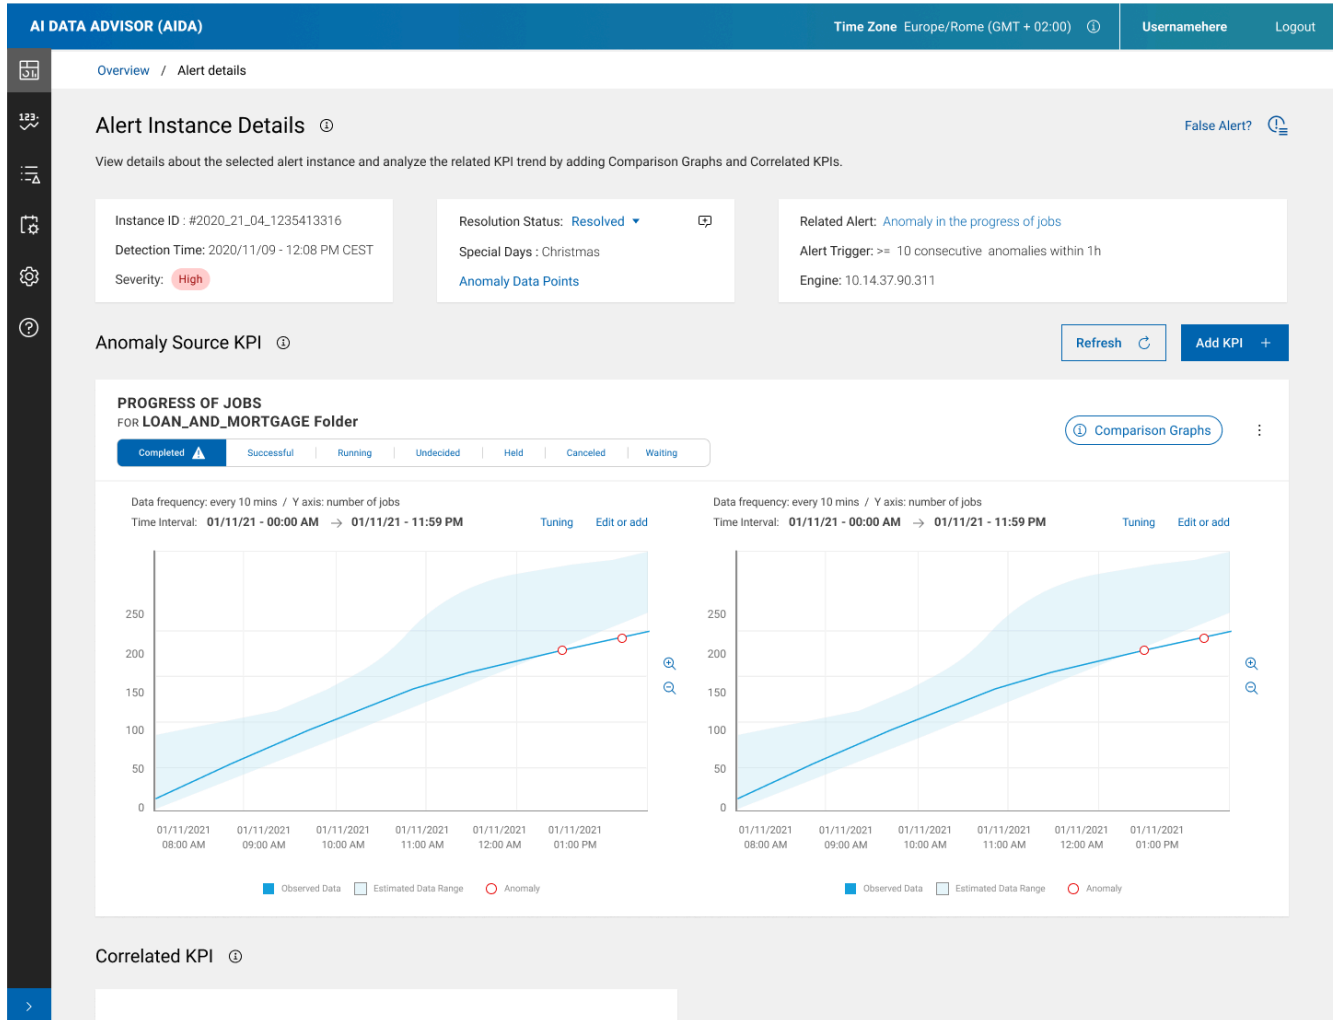 AI DATA ADVISOR (AIDA)
Time Zone Europe/Rome (GMT + 02:00)
Usernamehere
Logout
Overview / Alert details
123
Alert Instance Details
False Alert?
View details about the selected alert instance and analyze the related KPI trend by adding Comparison Graphs and Correlated KPIs.
Instance ID : #2020_21_04_1235413316
Detection Time: 2020/11/09 - 12:08 PM CEST
Severity: High
Resolution Status: Resolved
Special Days : Christmas
Anomaly Data Points
Related Alert: Anomaly in the progress of jobs
Alert Trigger: >= 10 consecutive anomalies within 1h
Engine: 10.14.37.90.311
Anomaly Source KPI
Refresh
Add KPI +
PROGRESS OF JOBS
FOR LOAN_AND_MORTGAGE Folder
Comparison Graphs
Completed
Successful
Running
Undecided
Held
Canceled
Waiting
Data frequency: every 10 mins / Y axis: number of jobs
Time Interval: 01/11/21 - 00:00 AM → 01/11/21 - 11:59 PM
Tuning
Edit or add
250
200
150
100
50
0
01/11/2021 08:00 AM
01/11/2021 09:00 AM
01/11/2021 10:00 AM
01/11/2021 11:00 AM
01/11/2021 12:00 AM
01/11/2021 01:00 PM
Observed Data
Estimated Data Range
Anomaly
Data frequency: every 10 mins / Y axis: number of jobs
Time Interval: 01/11/21 - 00:00 AM → 01/11/21 - 11:59 PM
Tuning
Edit or add
250
200
150
100
50
0
01/11/2021 08:00 AM
01/11/2021 09:00 AM
01/11/2021 10:00 AM
01/11/2021 11:00 AM
01/11/2021 12:00 AM
01/11/2021 01:00 PM
Observed Data
Estimated Data Range
Anomaly
Correlated KPI